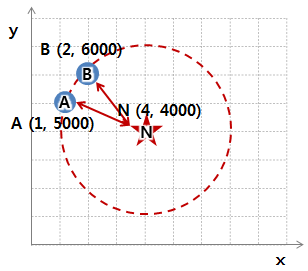 y
B (2, 6000)
B
A
N (4, 4000)
A (1, 5000)
N
x